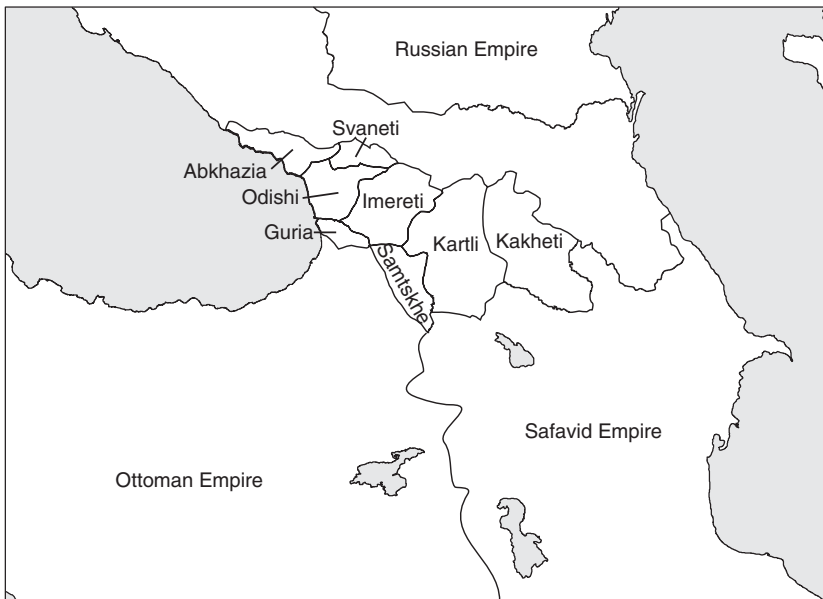 Russian Empire
Svaneti
Abkhazia
Odishi
Imereti
Guria
Kartli
Kakheti
Samtskhe
Safavid Empire
Ottoman Empire